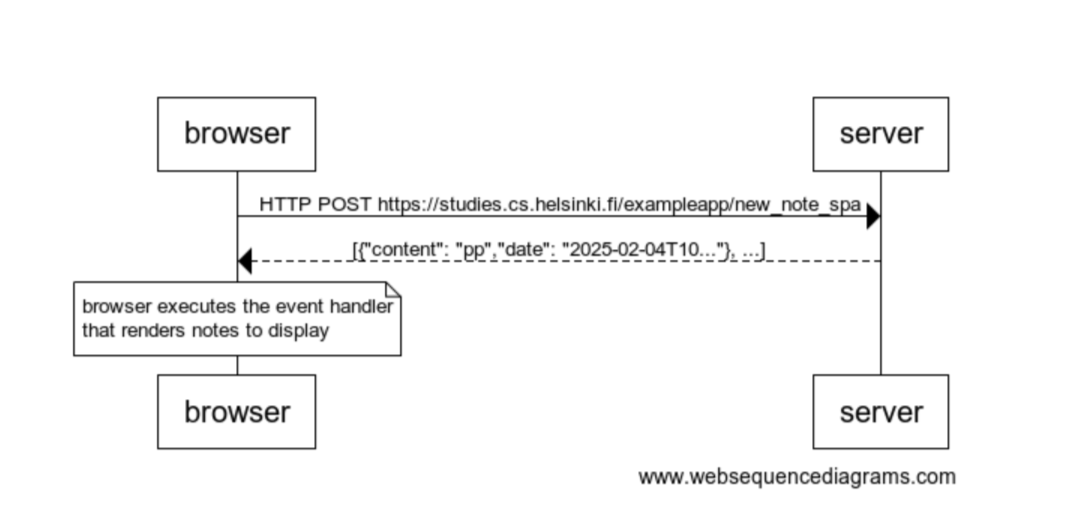 browser
server
HTTP POST https://studies.cs.helsinki.fi/exampleapp/new_note_spa
[{"content": "pp","date": "2025-02-04T10..."}, ...]
browser executes the event handler
that renders notes to display
browser
server
www.websequencediagrams.com